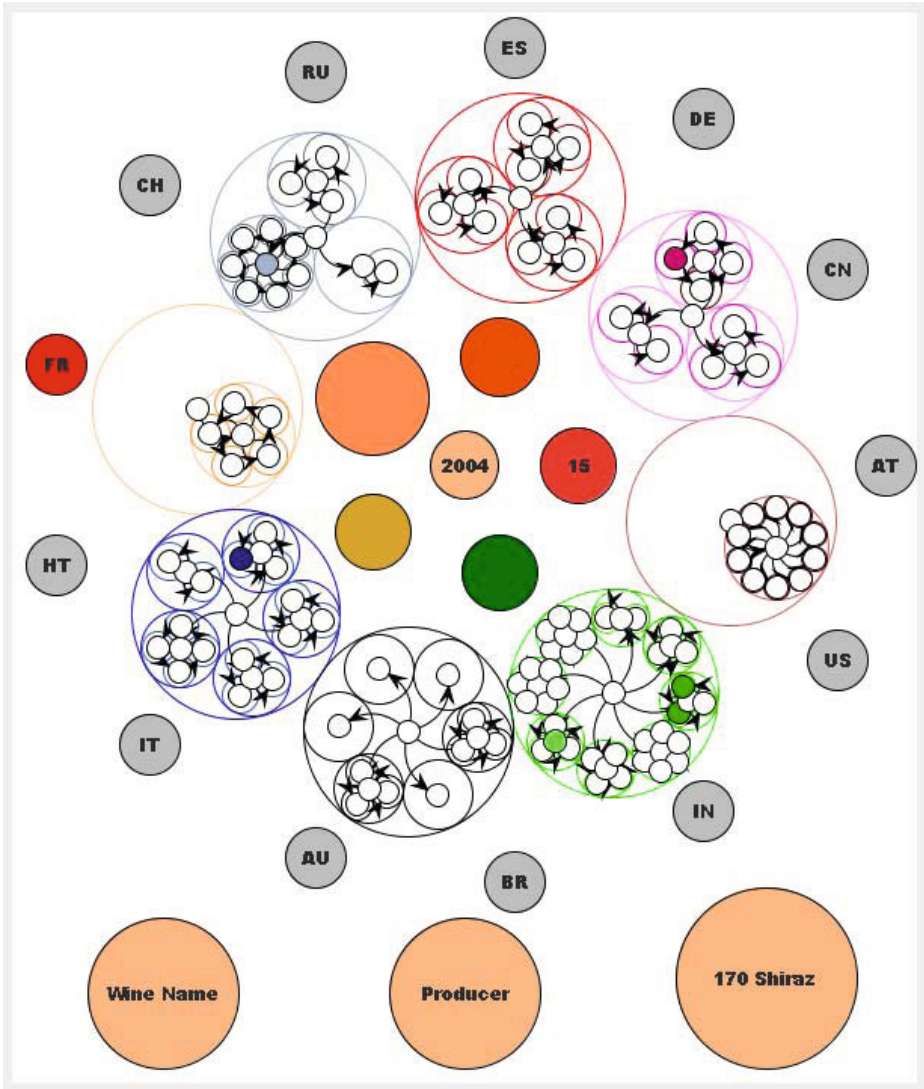 ES
RU
DE
CH
CN
FR
2004
15
AT
HT
US
IT
IN
AU
BR
Wine Name
Producer
170 Shiraz